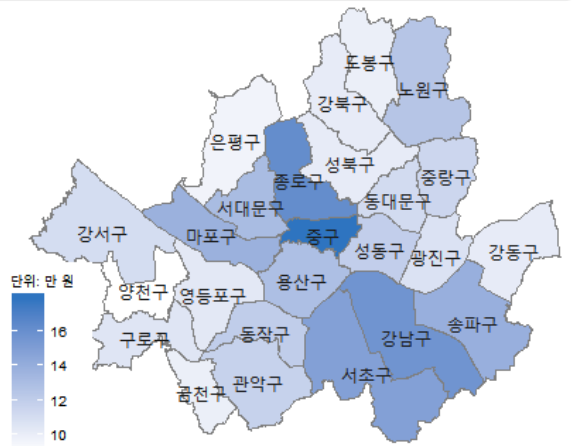 도봉구
노원구
강북구
은평구
성북구
중랑구
종로구
동대문구
서대문구
강서구
마포구
중구
성동구
광진구
강동구
단위: 만 원
양천구
영등포구
용산구
송파구
16
구로구
동작구
강남구
14
서초구
12
금천구
관악구
10